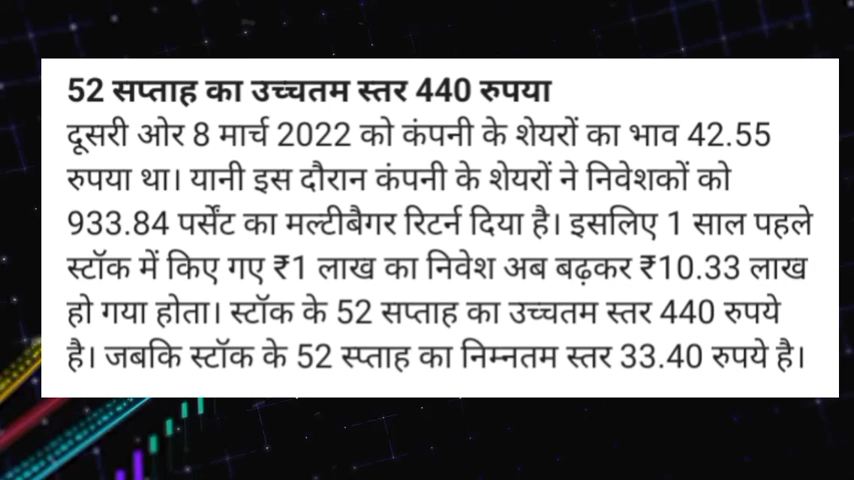 52 सप्ताह का उच्चतम स्तर 440 रुपया
दूसरी ओर 8 मार्च 2022 को कंपनी के शेयरों का भाव 42.55
रुपया था। यानी इस दौरान कंपनी के शेयरों ने निवेशकों को
933.84 पर्सेंट का मल्टीबैगर रिटर्न दिया है। इसलिए 1 साल पहले
स्टॉक में किए गए ₹1 लाख का निवेश अब बढ़कर ₹10.33 लाख
हो गया होता। स्टॉक के 52 सप्ताह का उच्चतम स्तर 440 रुपये
है। जबकि स्टॉक के 52 स्प्ताह का निम्नतम स्तर 33.40 रुपये है।